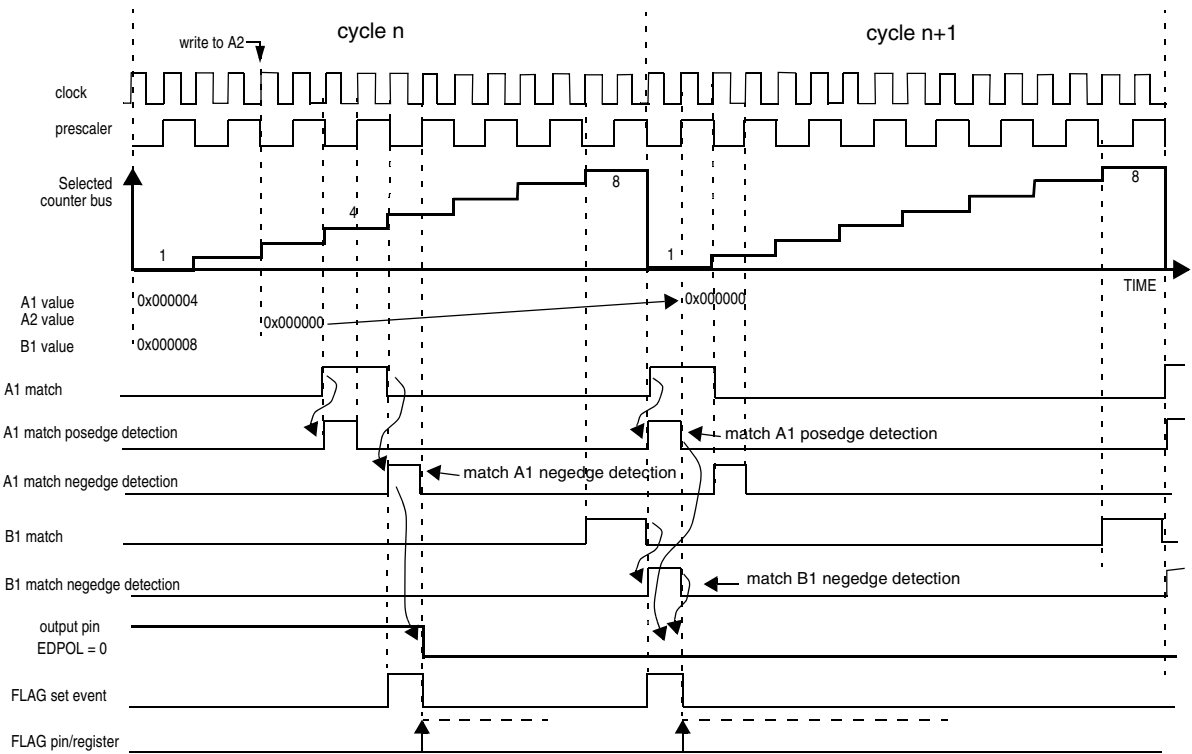 cycle n
cycle n+1
write to A2
clock
prescaler
Selected
counter bus
1
4
8
1
8
TIME
A1 value
0x000004
0x000000
A2 value
0x000000
B1 value
0x000008
A1 match
A1 match posedge detection
match A1 posedge detection
A1 match negedge detection
match A1 negedge detection
B1 match
B1 match negedge detection
match B1 negedge detection
output pin
EDPOL = 0
FLAG set event
FLAG pin/register